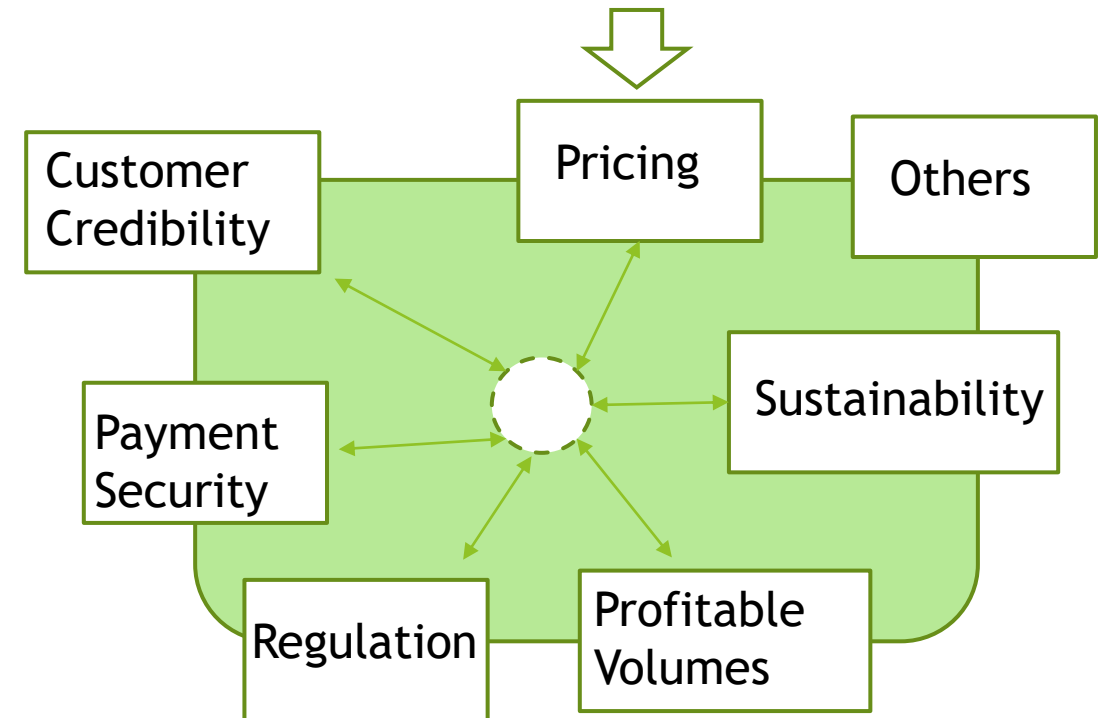 Customer
Credibility
Pricing
Others
Payment
Security
Sustainability
Regulation
Profitable
Volumes